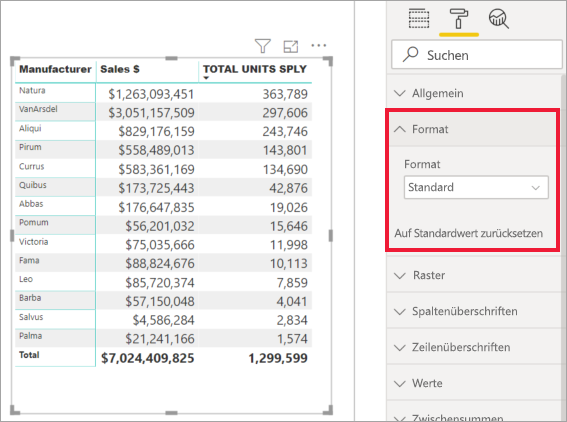 Manufacturer Sales $ TOTAL UNITS SPLY
Natura $1,263,093,451 363,789
VanArsdel $3,051,157,509 297,606
Aliqui $829,176,159 243,746
Pirum $558,489,013 143,801
Currus $583,361,169 134,690
Quibus $173,725,443 42,876
Abbas $176,647,835 19,026
Pomum $56,201,032 15,646
Victoria $75,035,666 11,998
Fama $88,824,676 10,113
Leo $85,720,374 7,859
Barba $57,150,048 4,041
Salvus $4,586,284 2,834
Palma $21,241,166 1,574
Total $7,024,409,825 1,299,599
Suchen
Allgemein
Format
Format
Standard
Auf Standardwert zurücksetzen
Raster
Spaltenüberschriften
Zeilenüberschriften
Werte
Zwischensummen